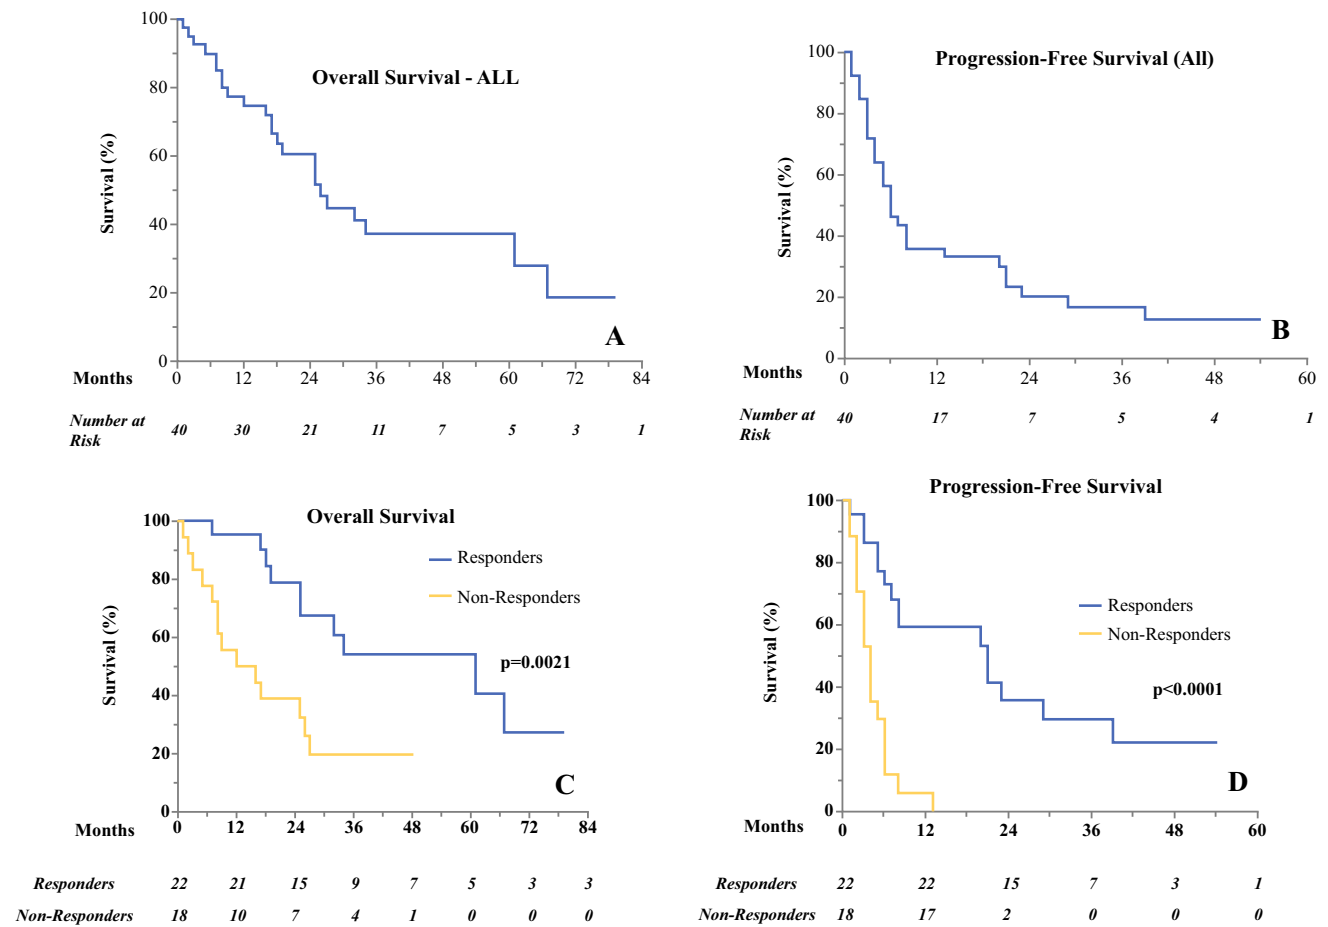 Overall Survival - ALL
Survival (%)
100
80
60
40
20
0
A
0 12 24 36 48 60 72 84
Months
Number at
Risk
40 30 21 11 7 5 3 1
Progression-Free Survival (All)
Survival (%)
100
80
60
40
20
0
B
0 12 24 36 48 60
Months
Number at
Risk
40 17 7 5 4 1
Overall Survival
Survival (%)
100
80
60
40
20
0
Responders
Non-Responders
p=0.0021
C
0 12 24 36 48 60 72 84
Months
Responders 22 21 15 9 7 5 3 3
Non-Responders 18 10 7 4 1 0 0 0
Progression-Free Survival
Survival (%)
100
80
60
40
20
0
Responders
Non-Responders
p<0.0001
D
0 12 24 36 48 60
Months
Responders 22 22 15 7 3 1
Non-Responders 18 17 2 0 0 0